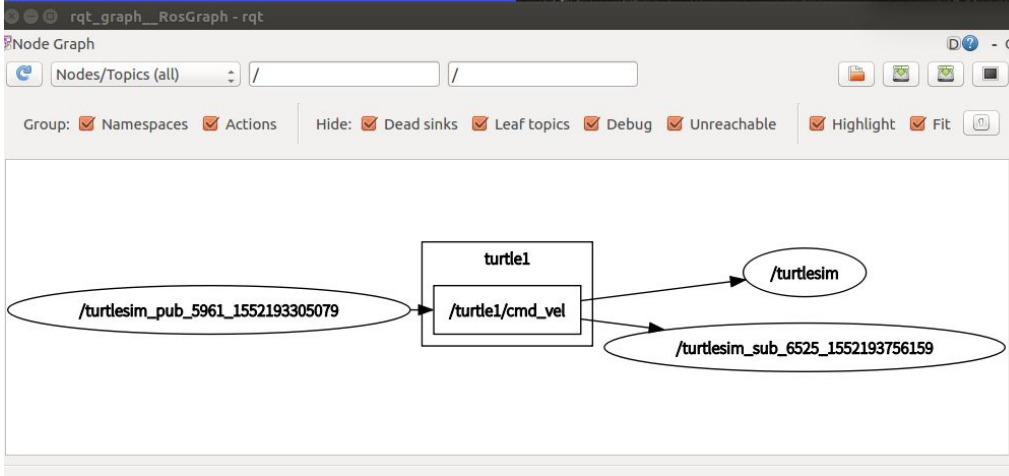 rqt_graph__RosGraph - rqt
Node Graph
D
Nodes/Topics (all) / /
Group: Namespaces Actions Hide: Dead sinks Leaf topics Debug Unreachable Highlight Fit
turtle1
/turtlesim
/turtlesim_pub_5961_1552193305079
/turtle1/cmd_vel
/turtlesim_sub_6525_1552193756159